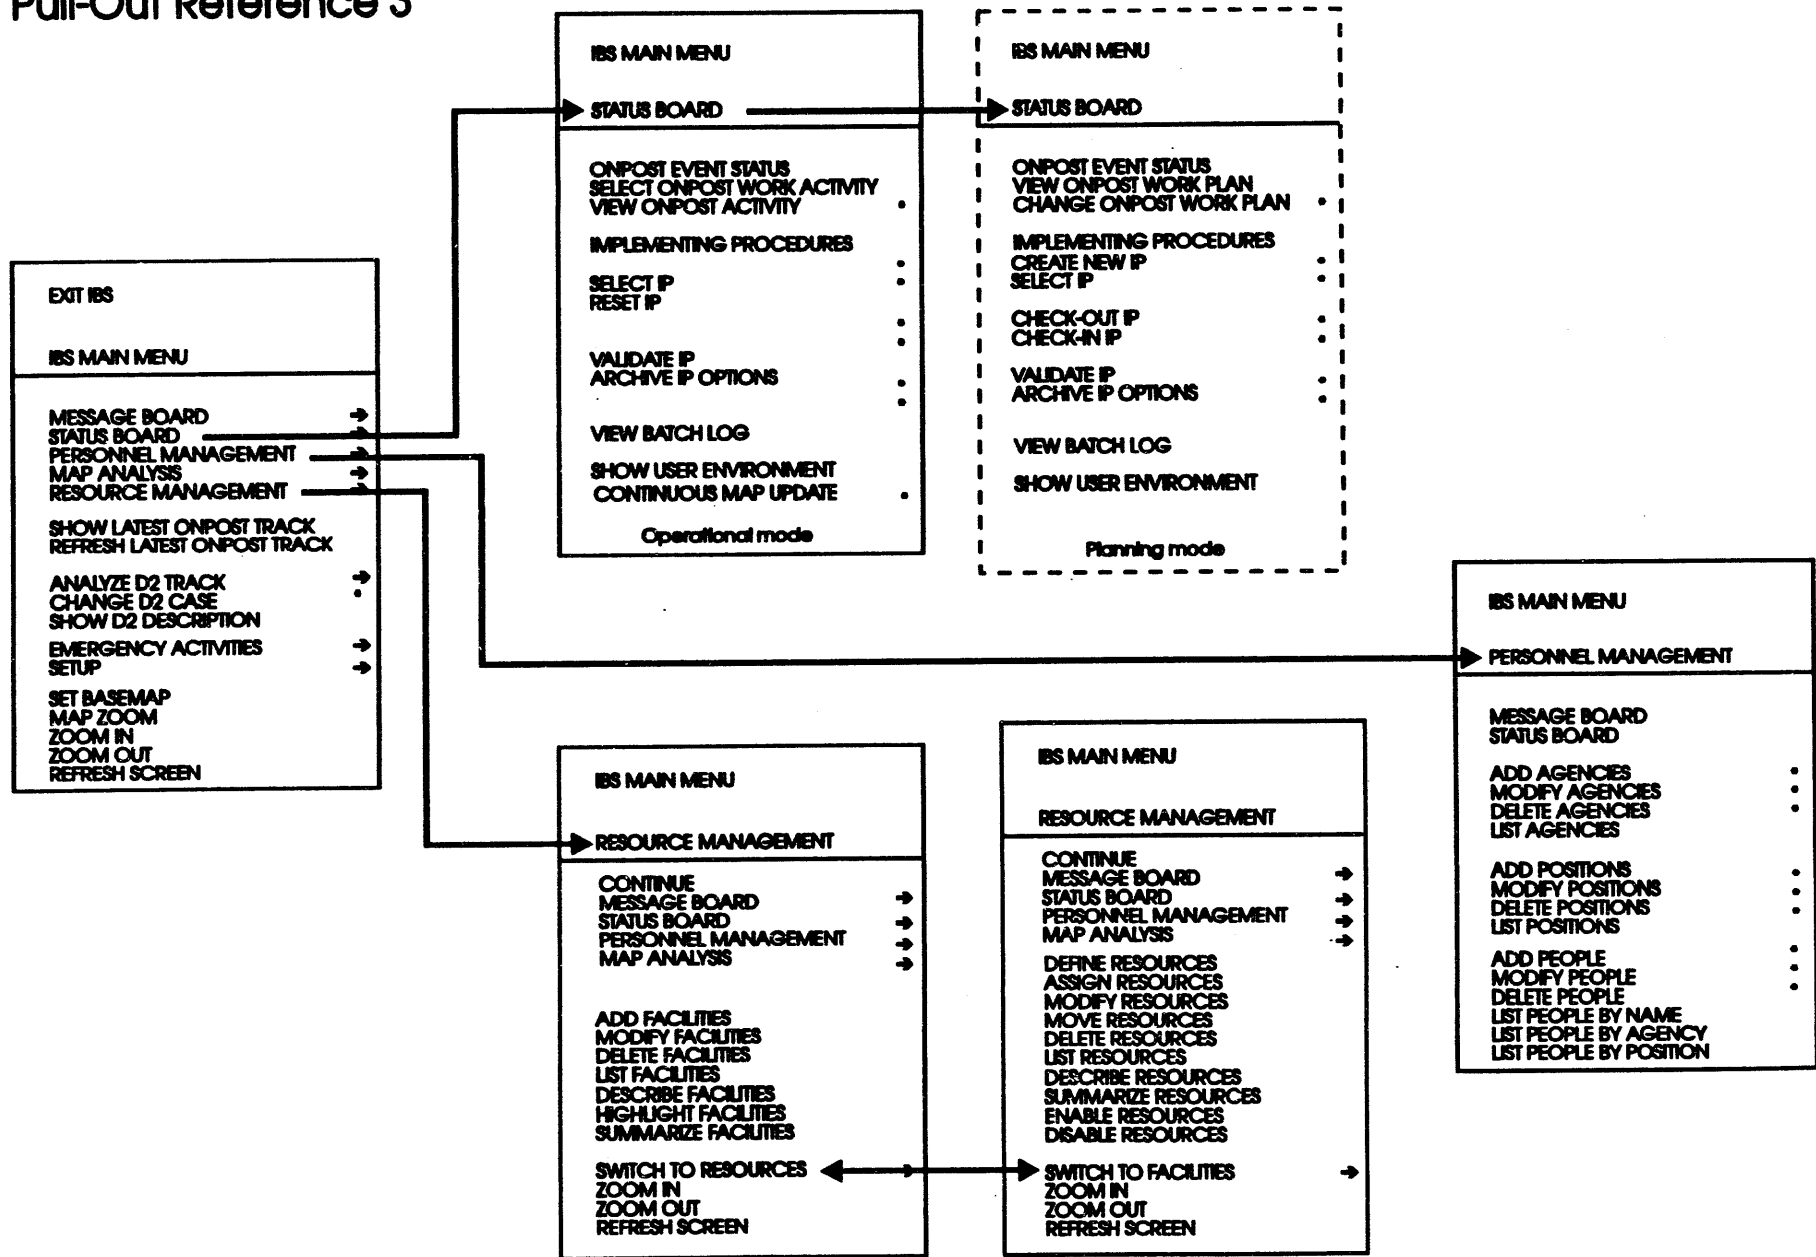 Pull-Out Reference 3
EXIT IBS
IBS MAIN MENU
MESSAGE BOARD
STATUS BOARD
PERSONNEL MANAGEMENT
MAP ANALYSIS
RESOURCE MANAGEMENT
SHOW LATEST ONPOST TRACK
REFRESH LATEST ONPOST TRACK
ANALYZE D2 TRACK
CHANGE D2 CASE
SHOW D2 DESCRIPTION
EMERGENCY ACTIVITIES
SETUP
SET BASEMAP
MAP ZOOM
ZOOM IN
ZOOM OUT
REFRESH SCREEN
IBS MAIN MENU
STATUS BOARD
ONPOST EVENT STATUS
SELECT ONPOST WORK ACTIVITY
VIEW ONPOST ACTIVITY
IMPLEMENTING PROCEDURES
SELECT IP
RESET IP
VALIDATE IP
ARCHIVE IP OPTIONS
VIEW BATCH LOG
SHOW USER ENVIRONMENT
CONTINUOUS MAP UPDATE
Operational mode
IBS MAIN MENU
STATUS BOARD
ONPOST EVENT STATUS
VIEW ONPOST WORK PLAN
CHANGE ONPOST WORK PLAN
IMPLEMENTING PROCEDURES
CREATE NEW IP
SELECT IP
CHECK-OUT IP
CHECK-IN IP
VALIDATE IP
ARCHIVE IP OPTIONS
VIEW BATCH LOG
SHOW USER ENVIRONMENT
Planning mode
IBS MAIN MENU
RESOURCE MANAGEMENT
CONTINUE
MESSAGE BOARD
STATUS BOARD
PERSONNEL MANAGEMENT
MAP ANALYSIS
ADD FACILITIES
MODIFY FACILITIES
DELETE FACILITIES
LIST FACILITIES
DESCRIBE FACILITIES
HIGHLIGHT FACILITIES
SUMMARIZE FACILITIES
SWITCH TO RESOURCES
ZOOM IN
ZOOM OUT
REFRESH SCREEN
IBS MAIN MENU
RESOURCE MANAGEMENT
CONTINUE
MESSAGE BOARD
STATUS BOARD
PERSONNEL MANAGEMENT
MAP ANALYSIS
DEFINE RESOURCES
ASSIGN RESOURCES
MODIFY RESOURCES
MOVE RESOURCES
DELETE RESOURCES
LIST RESOURCES
DESCRIBE RESOURCES
SUMMARIZE RESOURCES
ENABLE RESOURCES
DISABLE RESOURCES
SWITCH TO FACILITIES
ZOOM IN
ZOOM OUT
REFRESH SCREEN
IBS MAIN MENU
PERSONNEL MANAGEMENT
MESSAGE BOARD
STATUS BOARD
ADD AGENCIES
MODIFY AGENCIES
DELETE AGENCIES
LIST AGENCIES
ADD POSITIONS
MODIFY POSITIONS
DELETE POSITIONS
LIST POSITIONS
ADD PEOPLE
MODIFY PEOPLE
DELETE PEOPLE
LIST PEOPLE BY NAME
LIST PEOPLE BY AGENCY
LIST PEOPLE BY POSITION